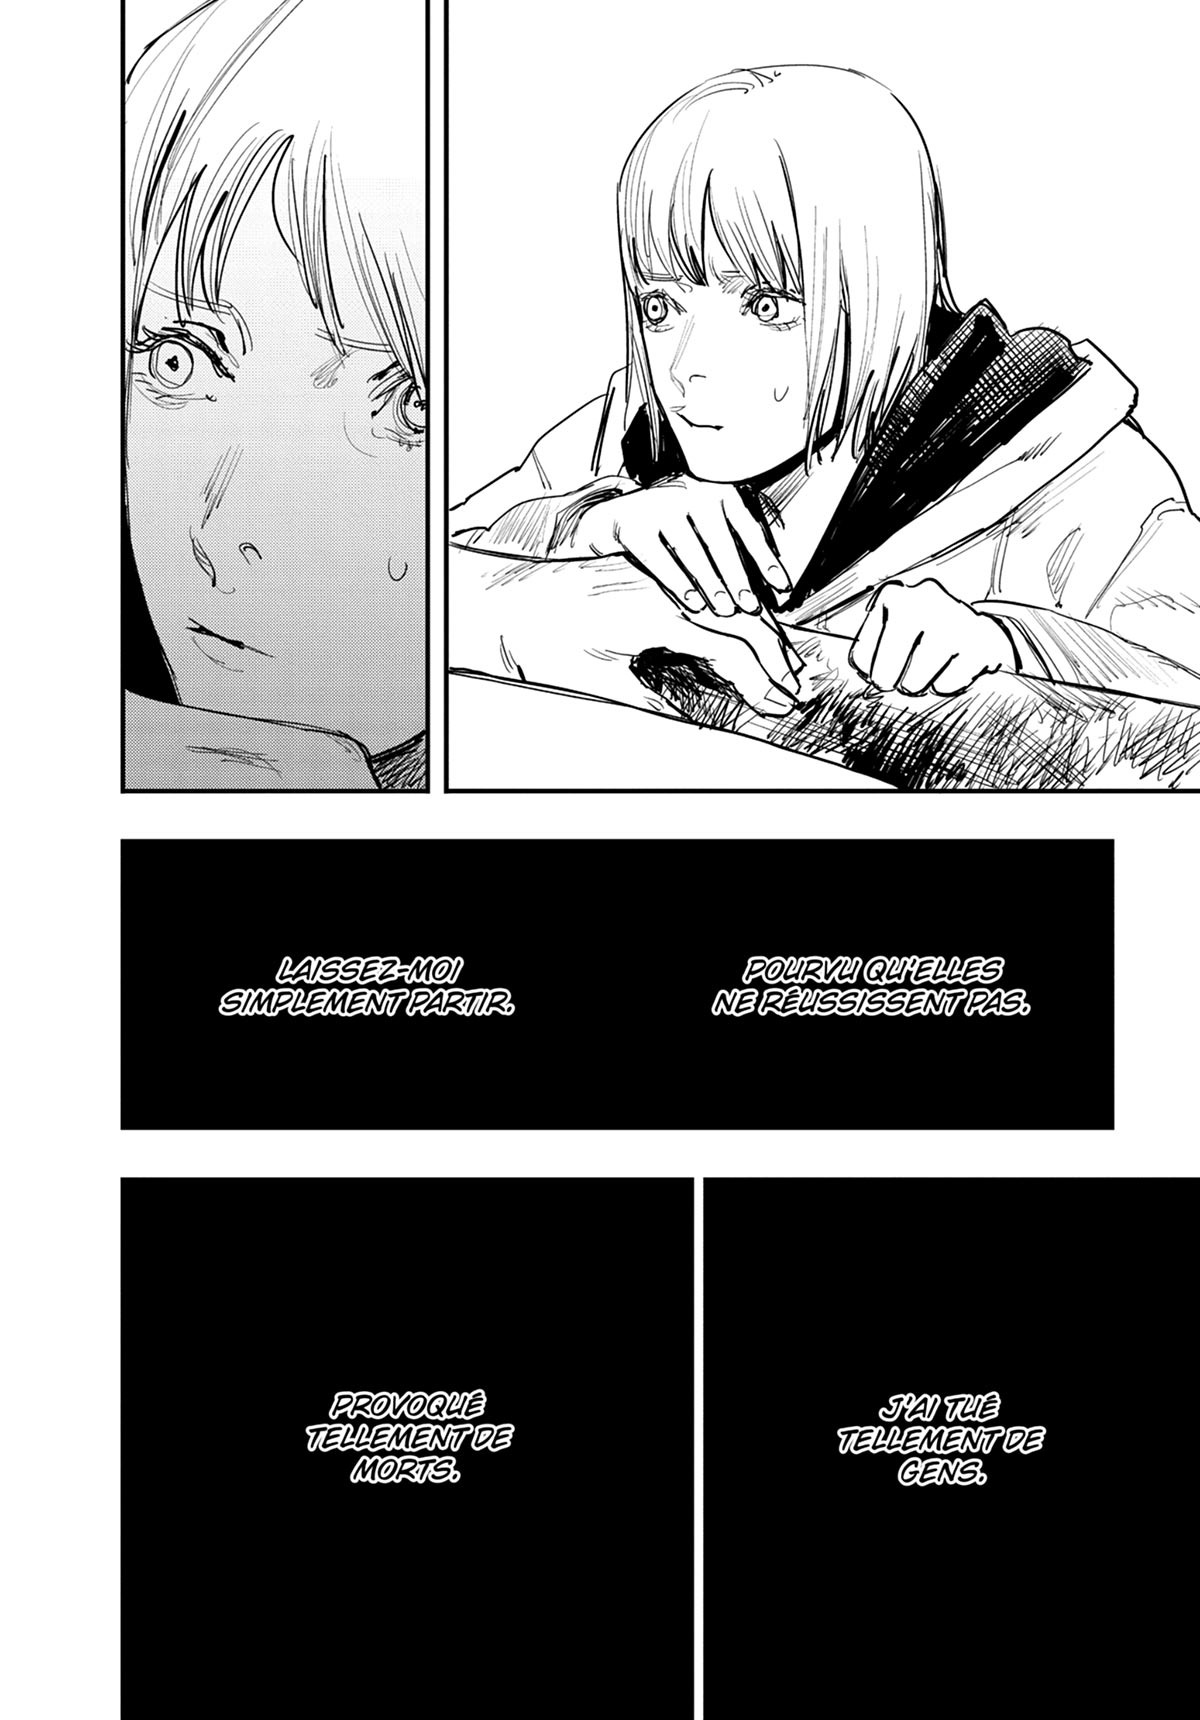 POURVU QU'ELLES
NE RÉUSSISSENT PAS.
LAISSEZ-MOI
SIMPLEMENT PARTIR.
J'AI TUÉ
TELLEMENT DE
GENS.
PROVOQUÉ
TELLEMENT DE
MORTS.